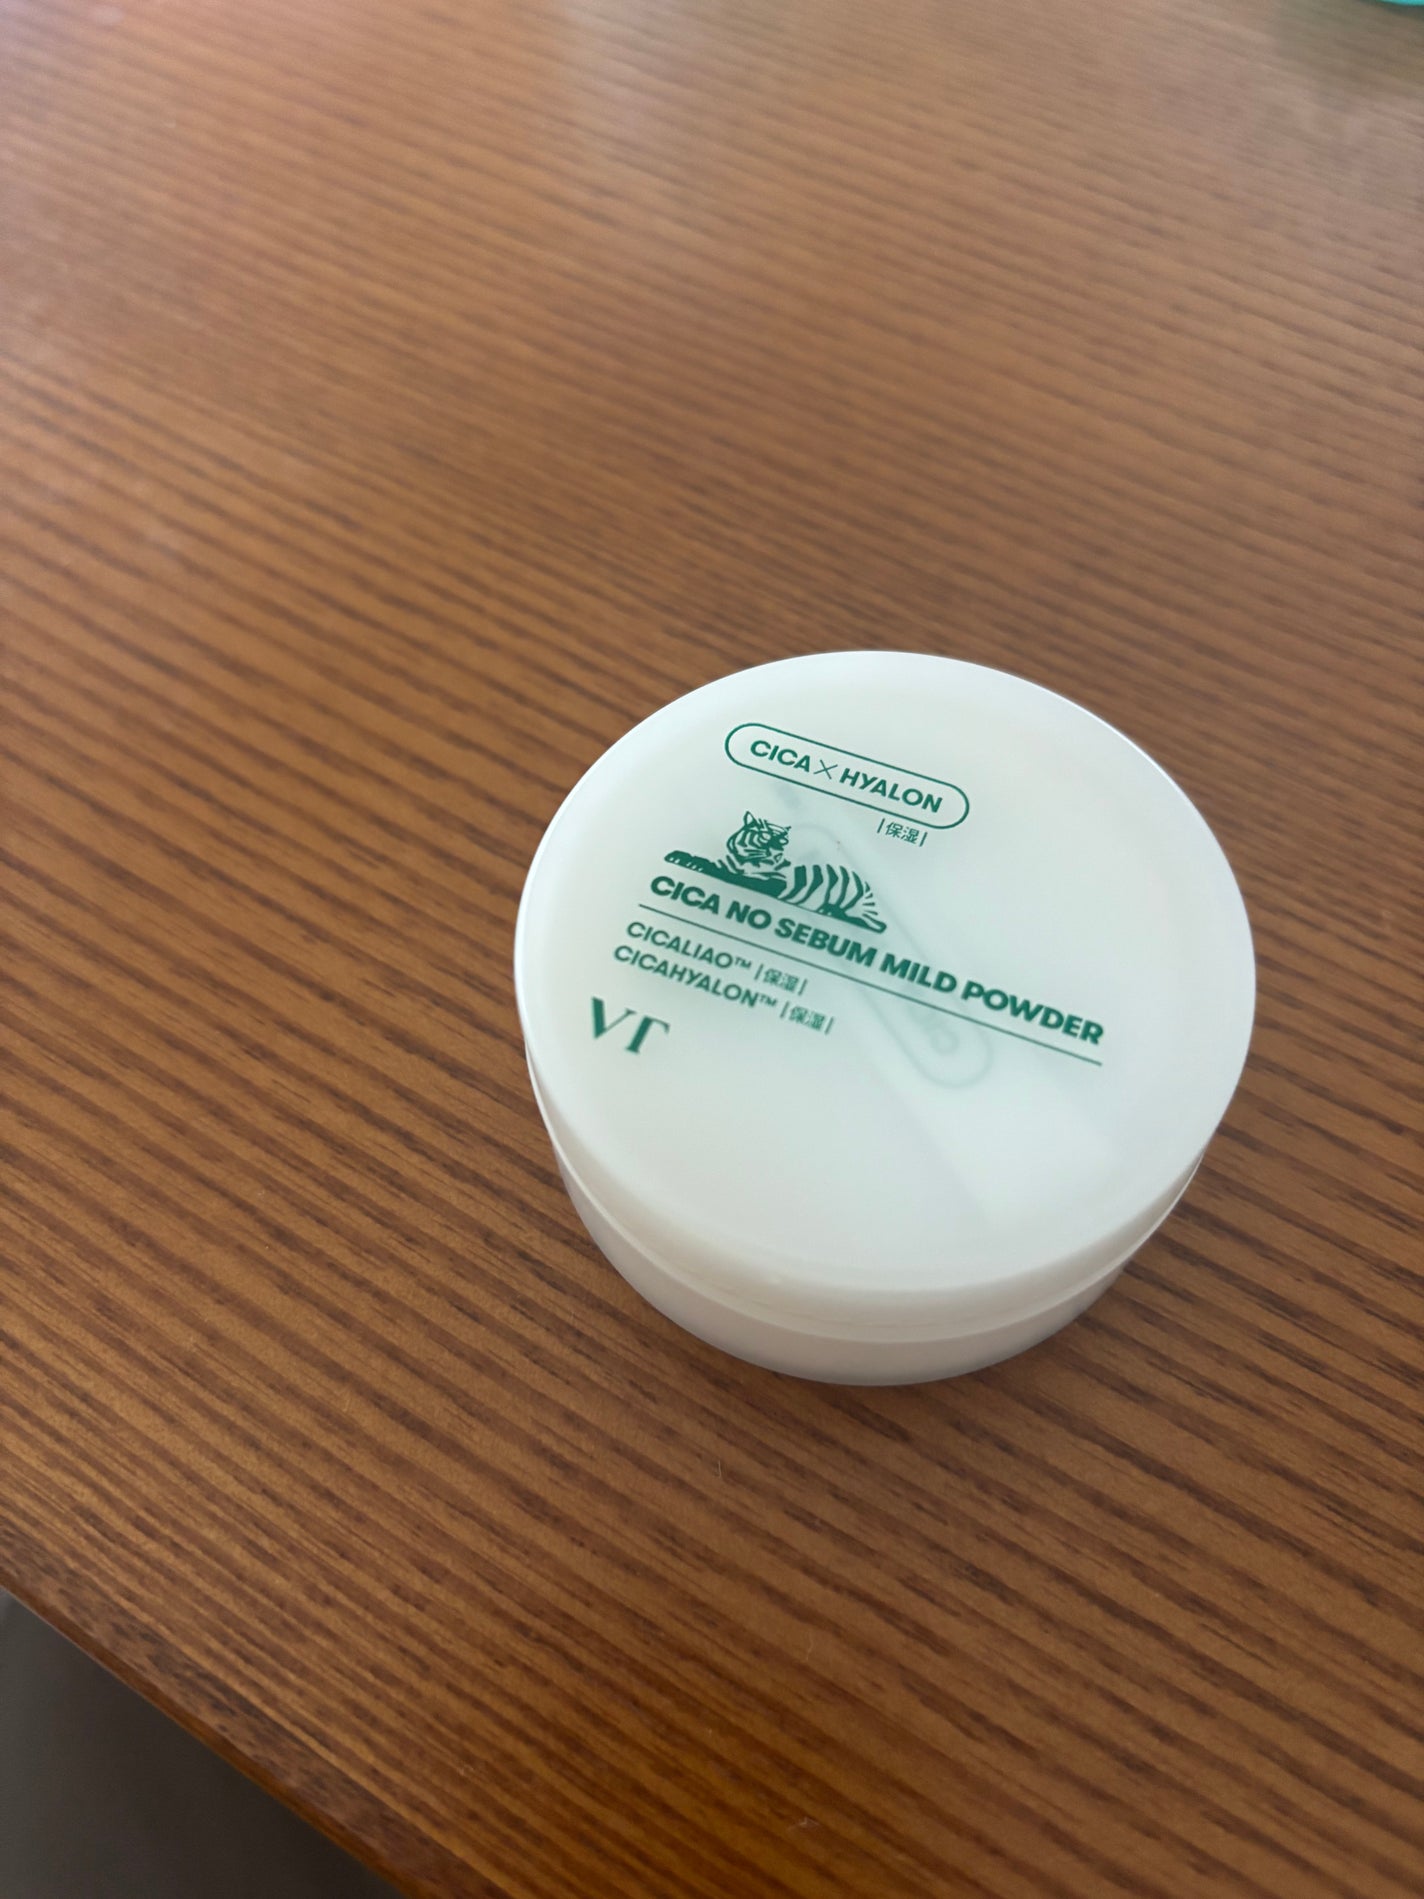 CICA×HYALON
|保湿|
CICA NO SEBUM MILD POWDER
CICALIAO™ |保湿|
CICAHYALON™ |保湿|
VT